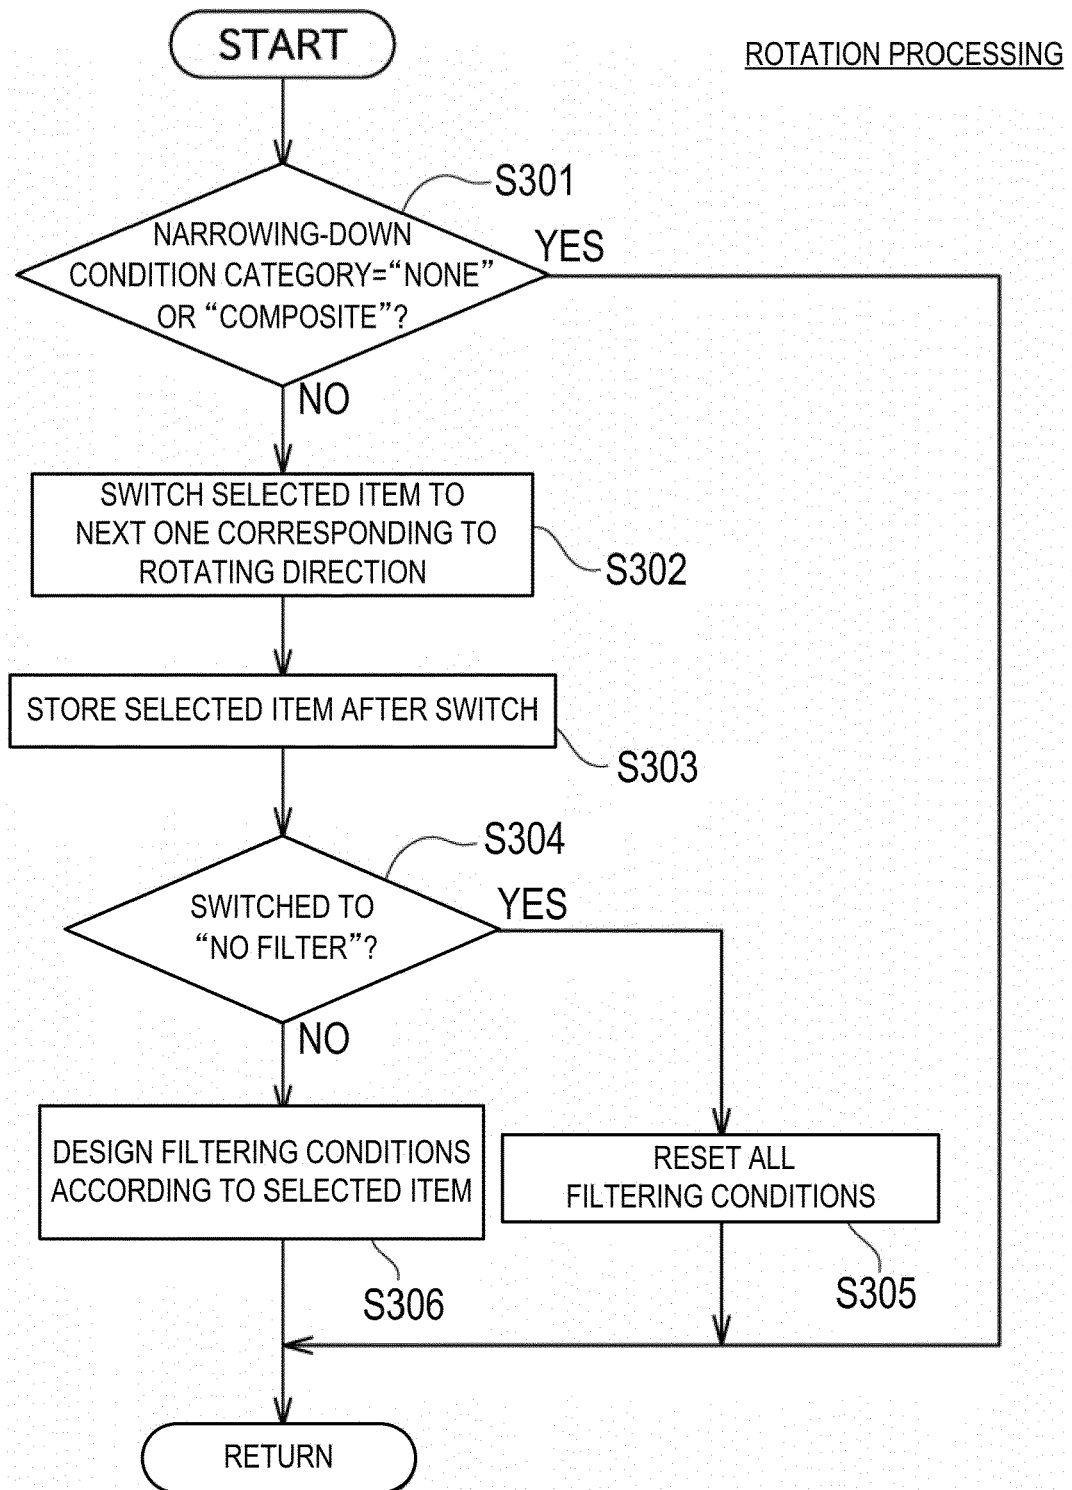 START
ROTATION PROCESSING
S301
NARROWING-DOWN
CONDITION CATEGORY=“NONE”
OR “COMPOSITE”?
YES
NO
SWITCH SELECTED ITEM TO
NEXT ONE CORRESPONDING TO
ROTATING DIRECTION
S302
STORE SELECTED ITEM AFTER SWITCH
S303
S304
SWITCHED TO
“NO FILTER”?
YES
NO
DESIGN FILTERING CONDITIONS
ACCORDING TO SELECTED ITEM
S306
RESET ALL
FILTERING CONDITIONS
S305
RETURN